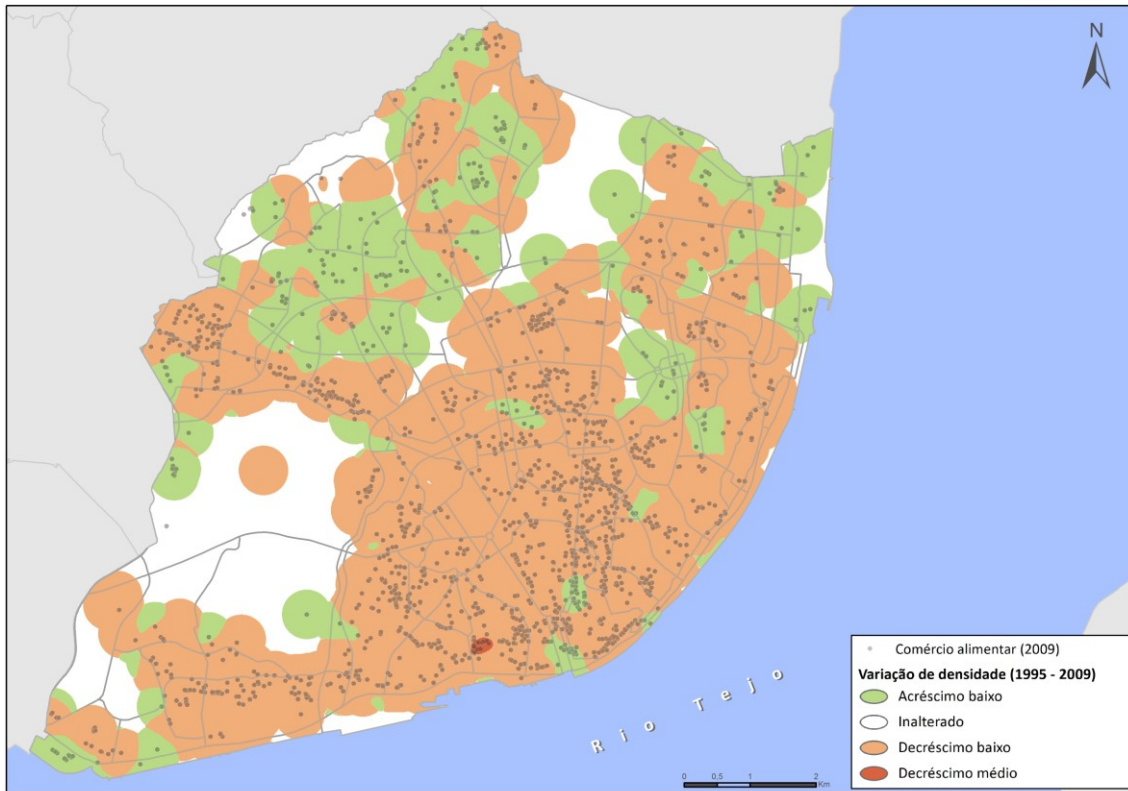 N
Comércio alimentar (2009)
Variação de densidade (1995 - 2009)
Acréscimo baixo
Inalterado
Decréscimo baixo
Decréscimo médio
Rio Tejo
0 0,5 1 2
Km